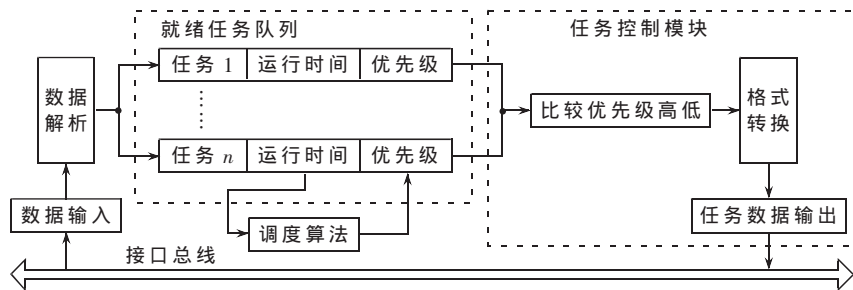 就绪任务队列
任务控制模块
任务 1 运行时间 优先级
数据
解析
……
比较优先级高低
格式
转换
任务 n 运行时间 优先级
数据输入
调度算法
任务数据输出
接口总线